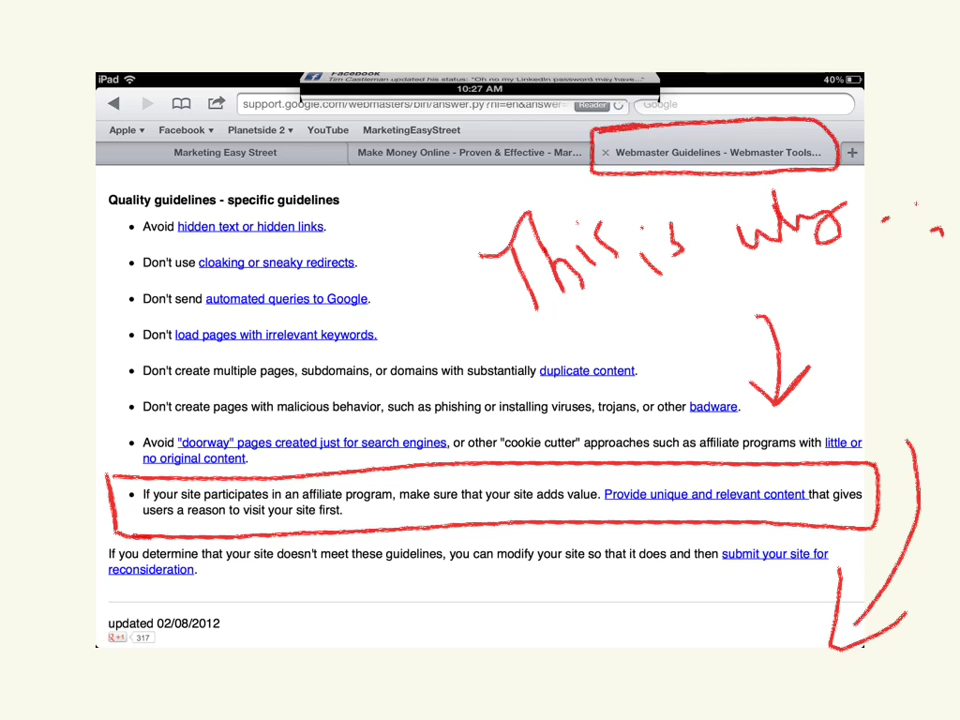 Facebook
Tim Castleman updated his status: "Oh no my LinkedIn password may have..."
iPad 10:27 AM 40%
support.google.com/webmasters/bin/answer.py?hl=en&answer= Reader Google
Apple Facebook Planetside 2 YouTube MarketingEasyStreet
Marketing Easy Street Make Money Online - Proven & Effective - Mar... Webmaster Guidelines - Webmaster Tools...
Quality guidelines - specific guidelines
This is why...
Avoid hidden text or hidden links.
Don't use cloaking or sneaky redirects.
Don't send automated queries to Google.
Don't load pages with irrelevant keywords.
Don't create multiple pages, subdomains, or domains with substantially duplicate content.
Don't create pages with malicious behavior, such as phishing or installing viruses, trojans, or other badware.
Avoid "doorway" pages created just for search engines, or other "cookie cutter" approaches such as affiliate programs with little or
no original content.
If your site participates in an affiliate program, make sure that your site adds value. Provide unique and relevant content that gives
users a reason to visit your site first.
If you determine that your site doesn't meet these guidelines, you can modify your site so that it does and then submit your site for
reconsideration.
updated 02/08/2012
+1 317